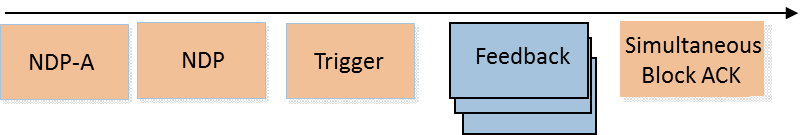 NDP-A
NDP
Trigger
Feedback
Simultaneous
Block ACK